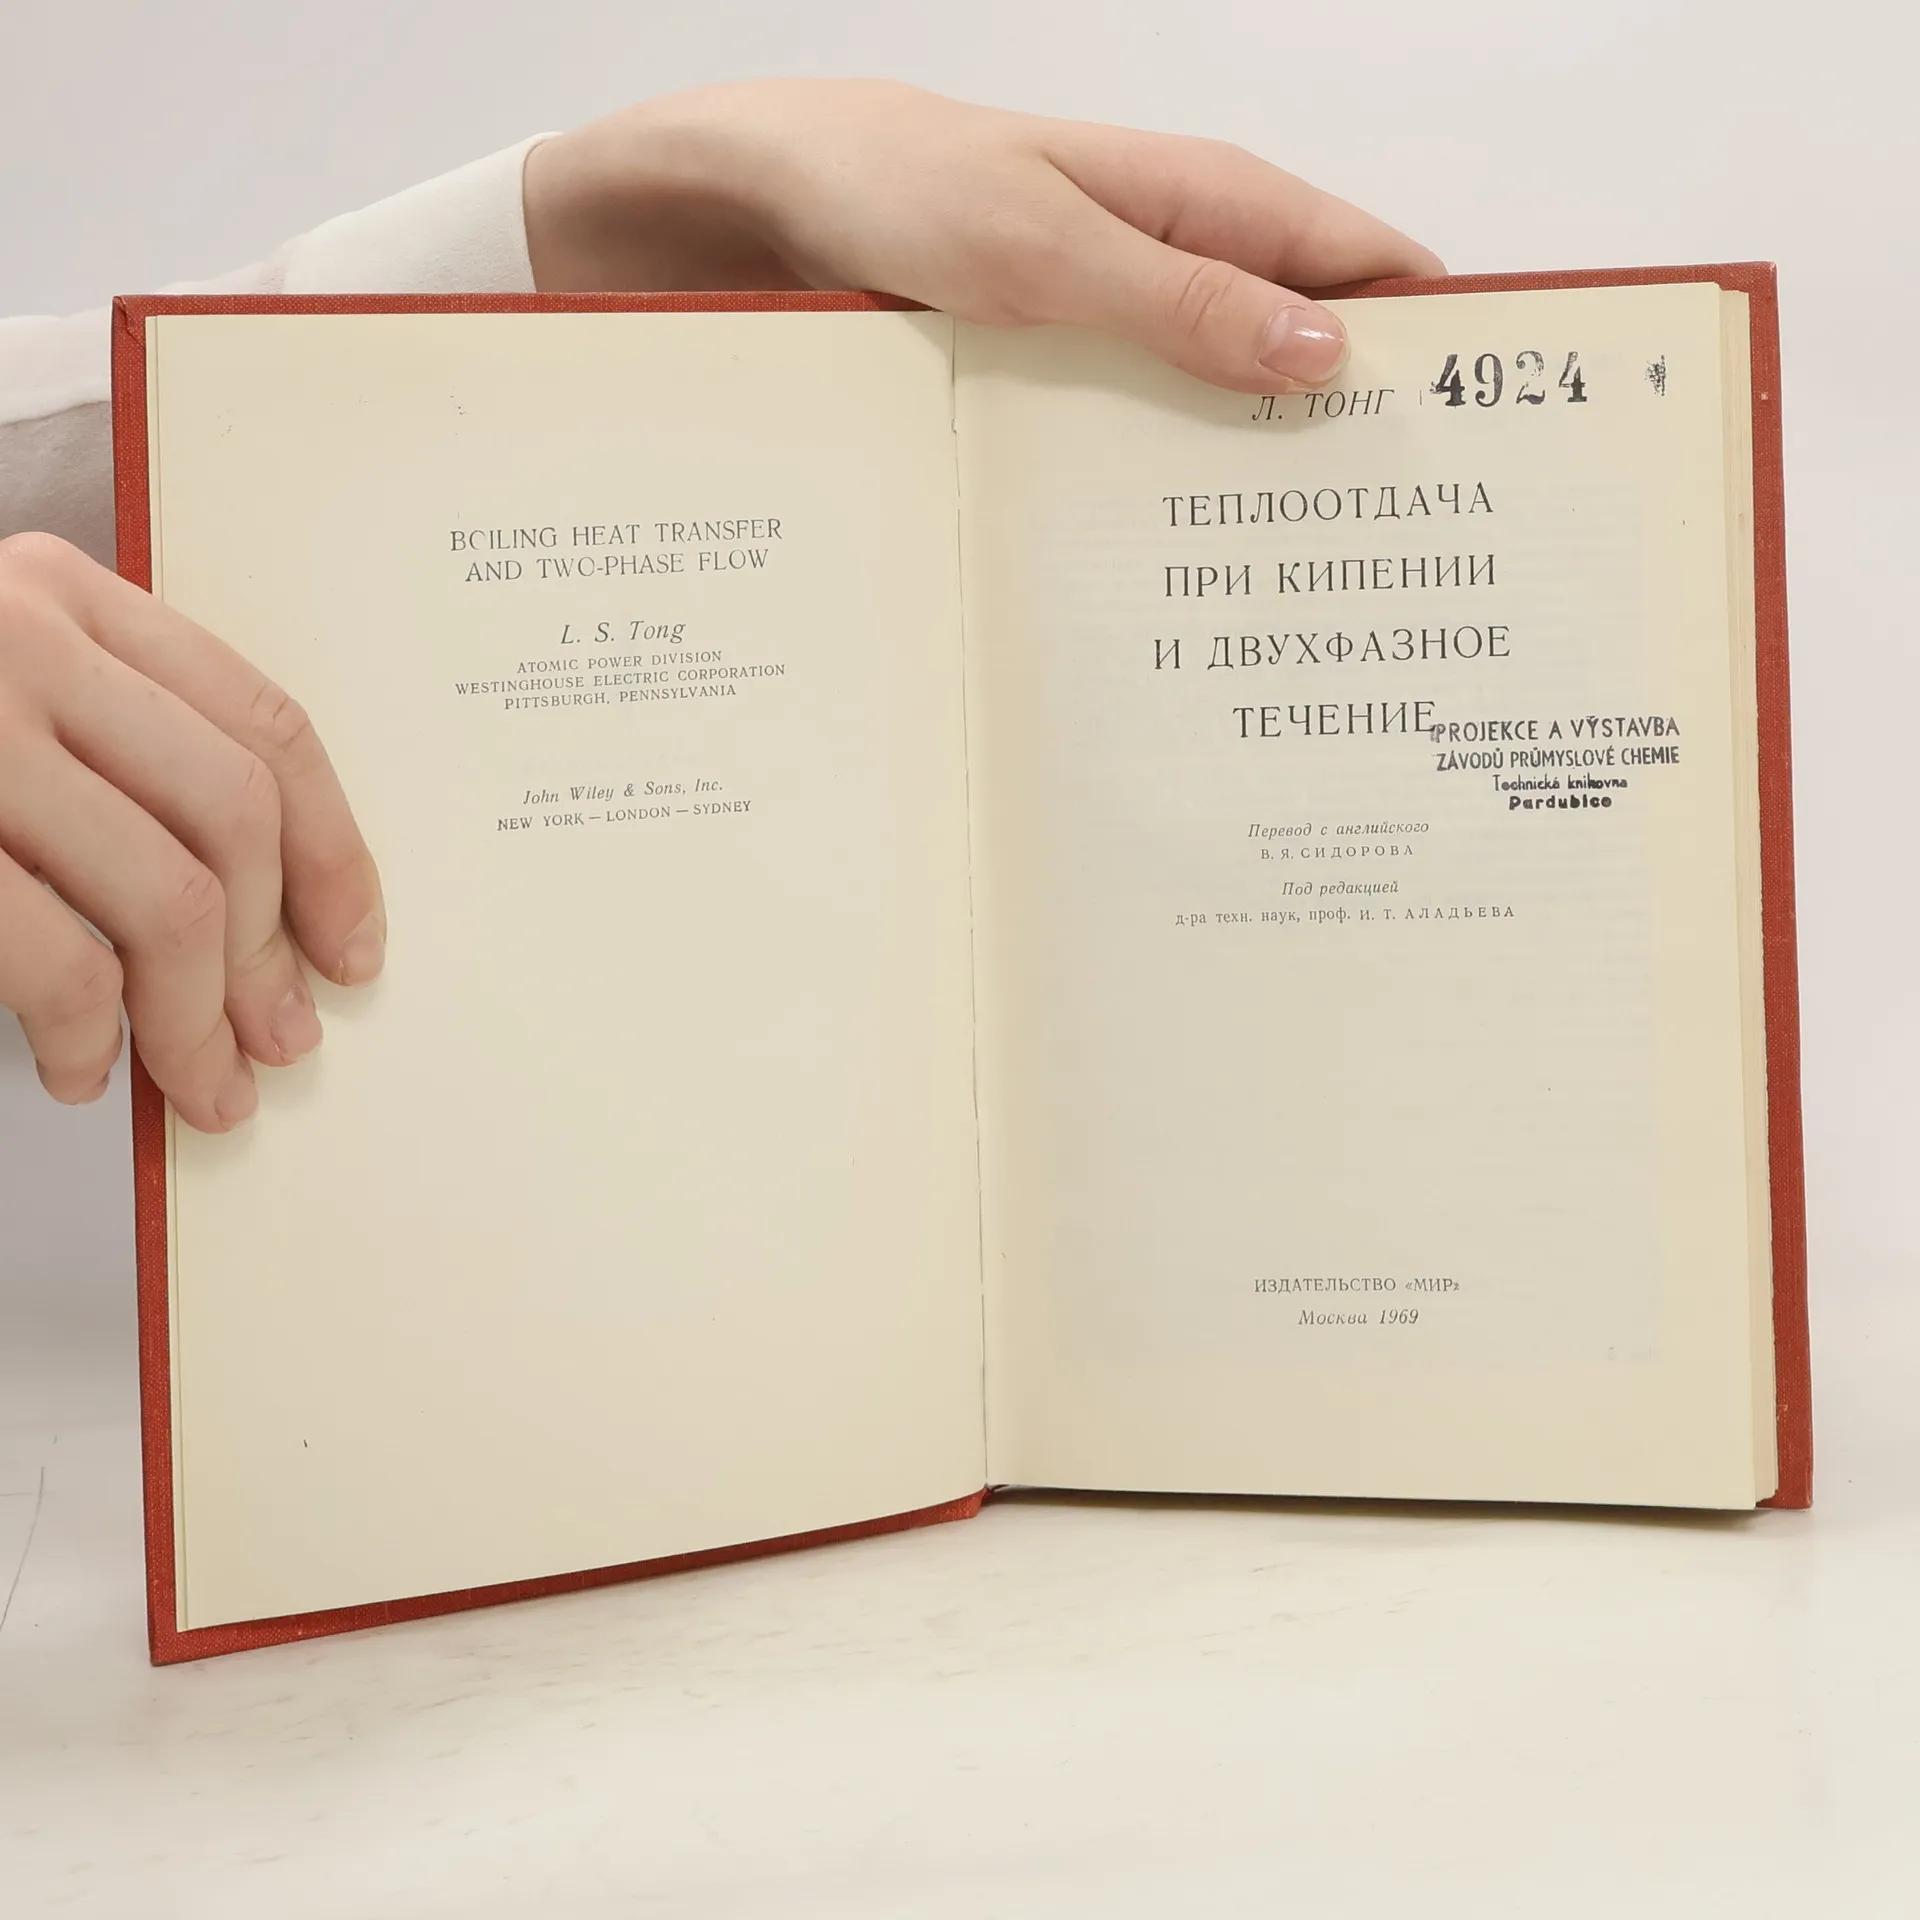 BOILING HEAT TRANSFER
AND TWO-PHASE FLOW
L. S. Tong
ATOMIC POWER DIVISION
WESTINGHOUSE ELECTRIC CORPORATION
PITTSBURGH, PENNSYLVANIA
John Wiley & Sons, Inc.
NEW YORK — LONDON — SYDNEY
4924
Л. ТОНГ
ТЕПЛООТДАЧА
ПРИ КИПЕНИИ
И ДВУХФАЗНОЕ
ТЕЧЕНИЕ
PROJEKCE A VÝSTAVBA
ZÁVODŮ PRŮMYSLOVÉ CHEMIE
Technická knihovna
Pardubice
Перевод с английского
В. Я. СИДОРОВА
Под редакцией
д-ра техн. наук, проф. И. Т. АЛАДЬЕВА
ИЗДАТЕЛЬСТВО «МИР»
Москва 1969